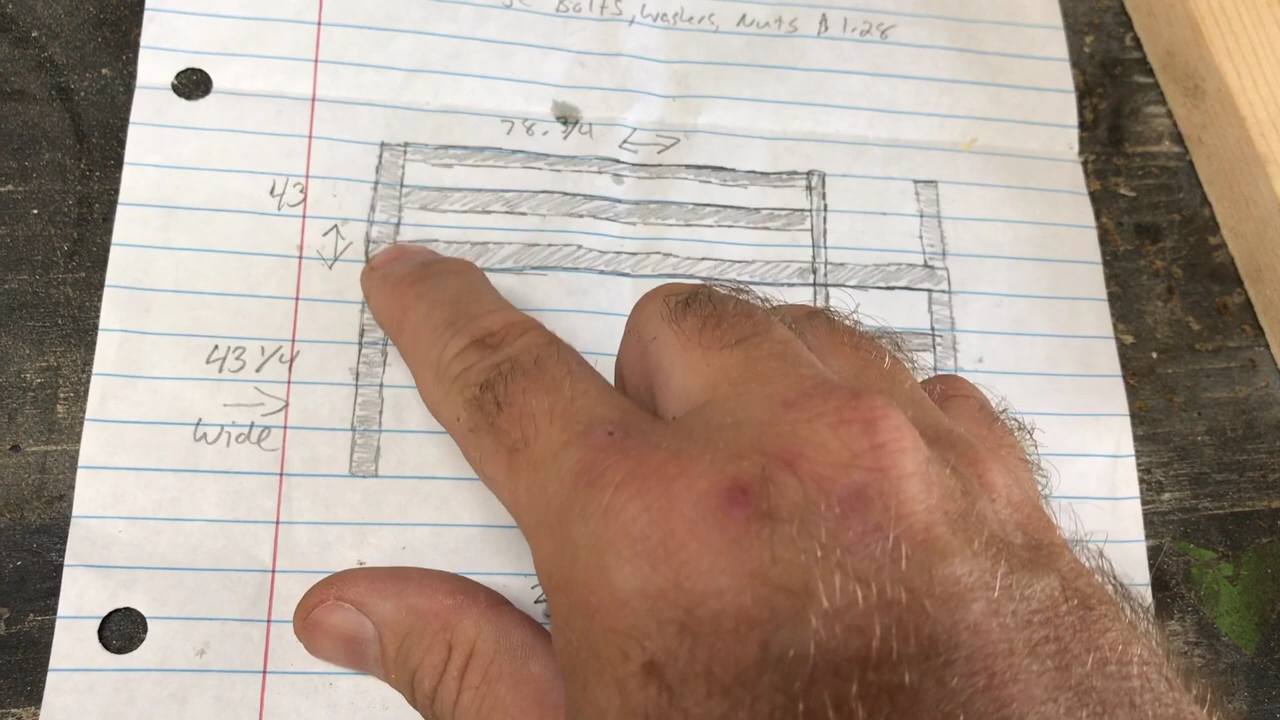 Bolts, Washers, Nuts $1.28
78.3/4
43
43 1/4
Wide